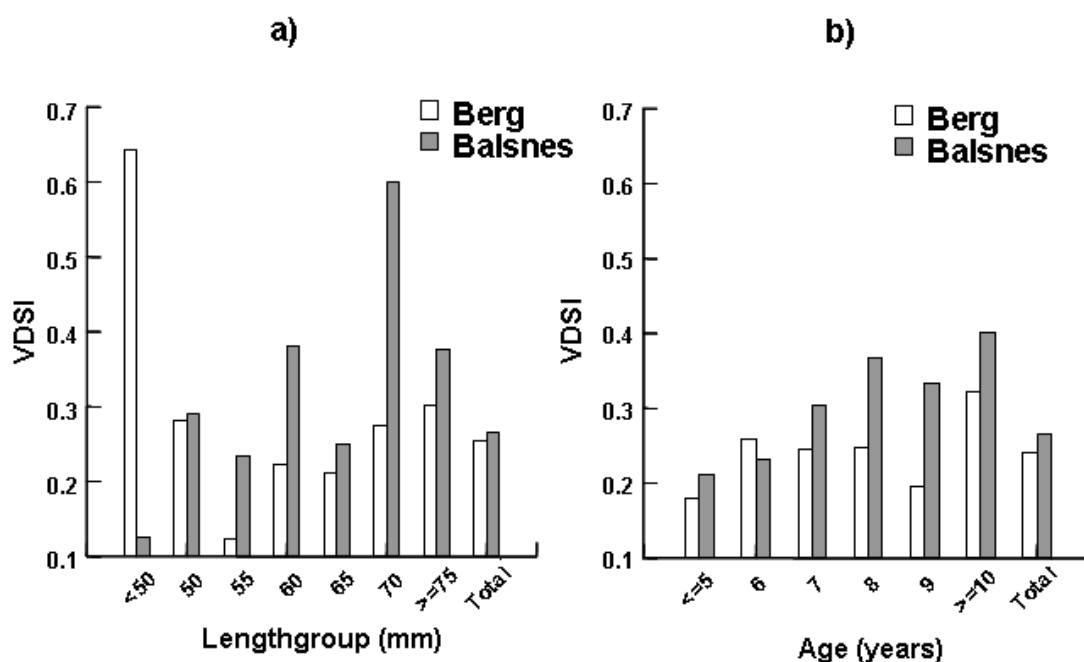 a)
VDSI
0.7
0.6
0.5
0.4
0.3
0.2
0.1
Berg
Balsnes
<50 50 55 60 65 70 >=75 Total
Lengthgroup (mm)
b)
VDSI
0.7
0.6
0.5
0.4
0.3
0.2
0.1
Berg
Balsnes
<=5 6 7 8 9 >=10 Total
Age (years)